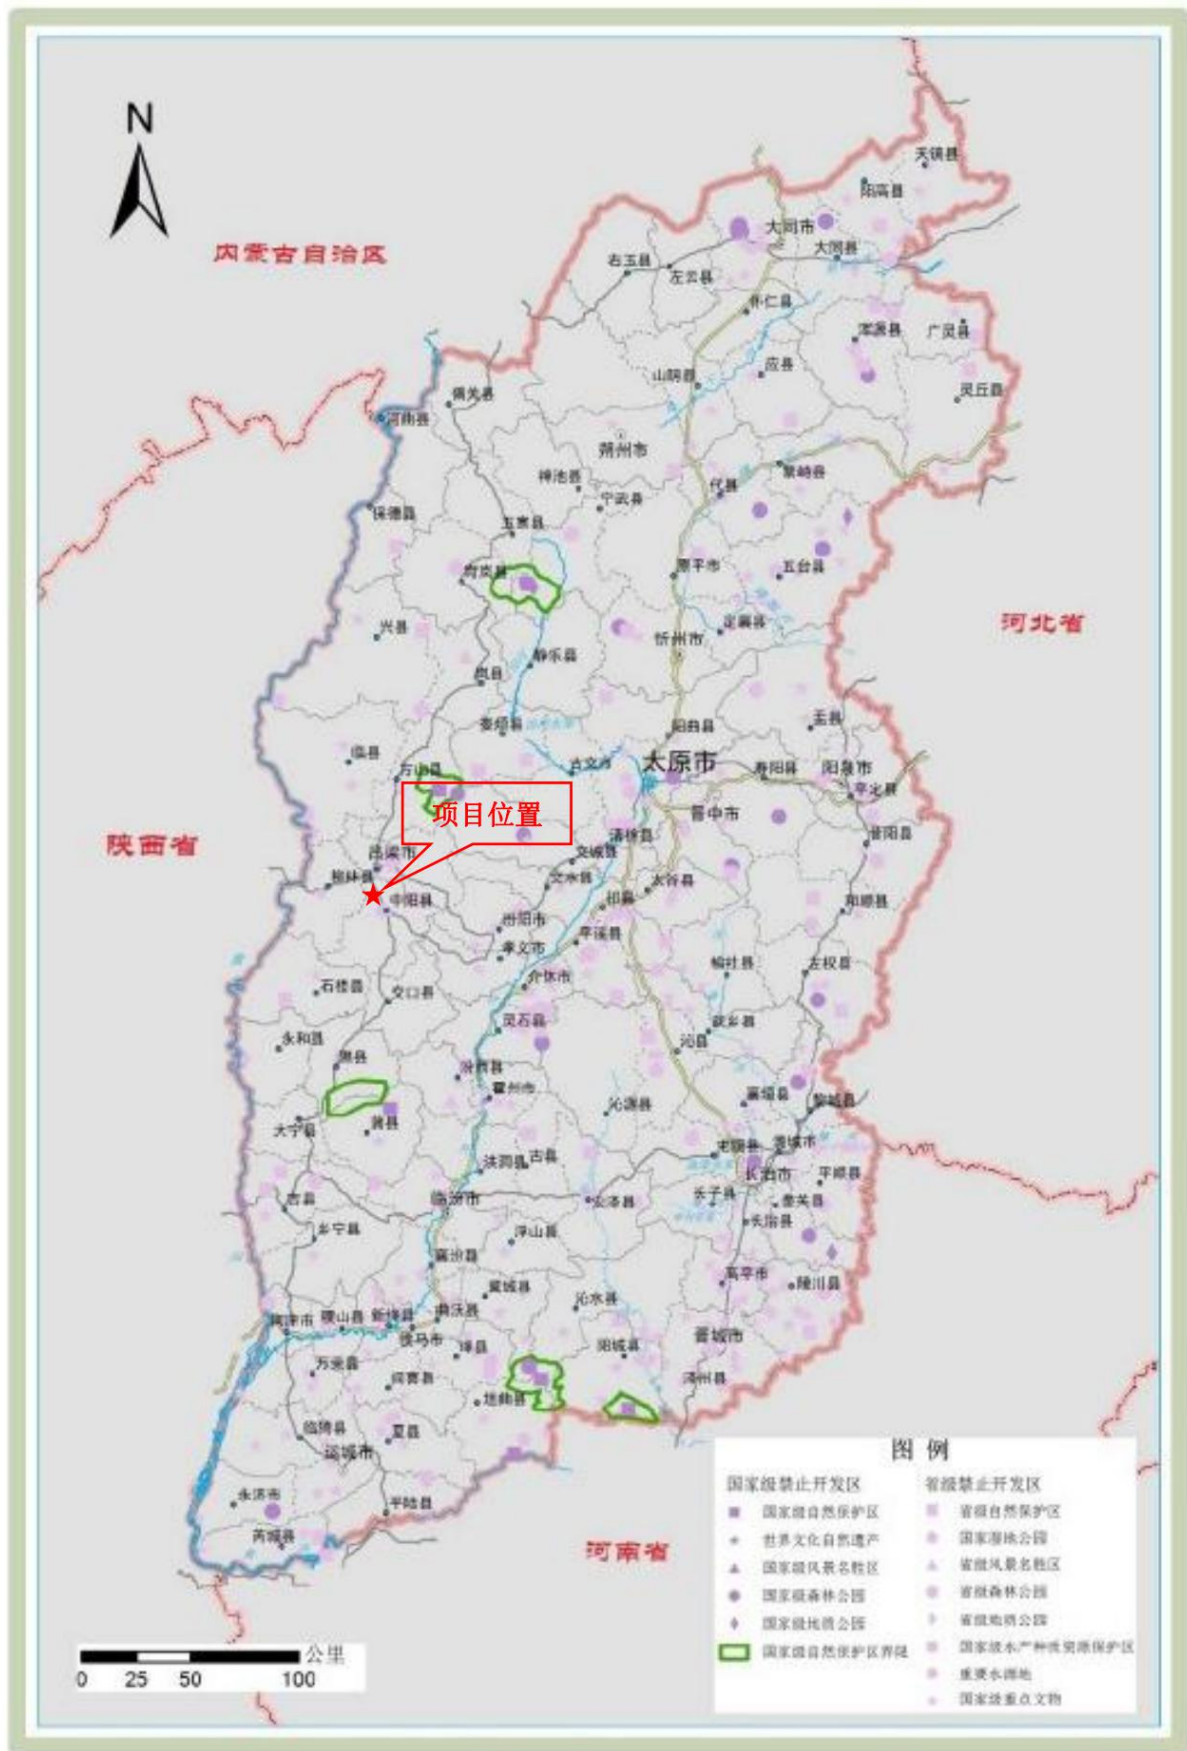 N
天镇县
阳高县
大同市
大同县
内蒙古自治区
右玉县
左云县
怀仁县
浑源县
广灵县
应县
山阴县
灵丘县
偏关县
河曲县
朔州市
神池县
宁武县
代县
繁峙县
保德县
五寨县
岢岚县
原平市
五台县
定襄县
河北省
兴县
忻州市
静乐县
岚县
娄烦县
阳曲县
盂县
临县
方山县
古交市
太原市
寿阳县
阳泉市
平定县
项目位置
晋中市
清徐县
昔阳县
陕西省
吕梁市
交城县
柳林县
文水县
太谷县
祁县
和顺县
中阳县
汾阳市
平遥县
孝义市
榆社县
左权县
介休市
石楼县
交口县
灵石县
武乡县
永和县
沁县
隰县
汾西县
霍州市
沁源县
襄垣县
黎城县
大宁县
蒲县
屯留县
潞城市
洪洞县
古县
长治市
平顺县
吉县
临汾市
安泽县
长子县
壶关县
长治县
乡宁县
浮山县
襄汾县
高平市
陵川县
翼城县
沁水县
河津市
稷山县
新绛县
曲沃县
侯马市
晋城市
绛县
阳城县
万荣县
闻喜县
泽州县
垣曲县
临猗县
夏县
运城市
永济市
平陆县
芮城县
河南省
图 例
国家级禁止开发区
省级禁止开发区
国家级自然保护区
省级自然保护区
世界文化自然遗产
国家湿地公园
国家级风景名胜区
省级风景名胜区
国家级森林公园
省级森林公园
国家级地质公园
省级地质公园
国家级自然保护区界限
国家级水产种质资源保护区
重要水源地
国家级重点文物
公里
0 25 50 100